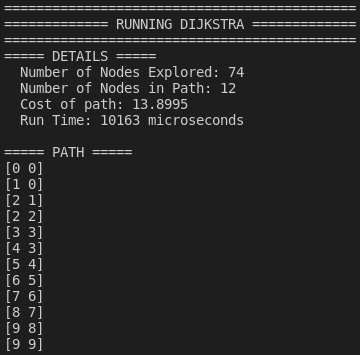 ============================================
============= RUNNING DIJKSTRA =============
============================================
===== DETAILS =====
  Number of Nodes Explored: 74
  Number of Nodes in Path: 12
  Cost of path: 13.8995
  Run Time: 10163 microseconds

===== PATH =====
[0 0]
[1 0]
[2 1]
[2 2]
[3 3]
[4 3]
[5 4]
[6 5]
[7 6]
[8 7]
[9 8]
[9 9]